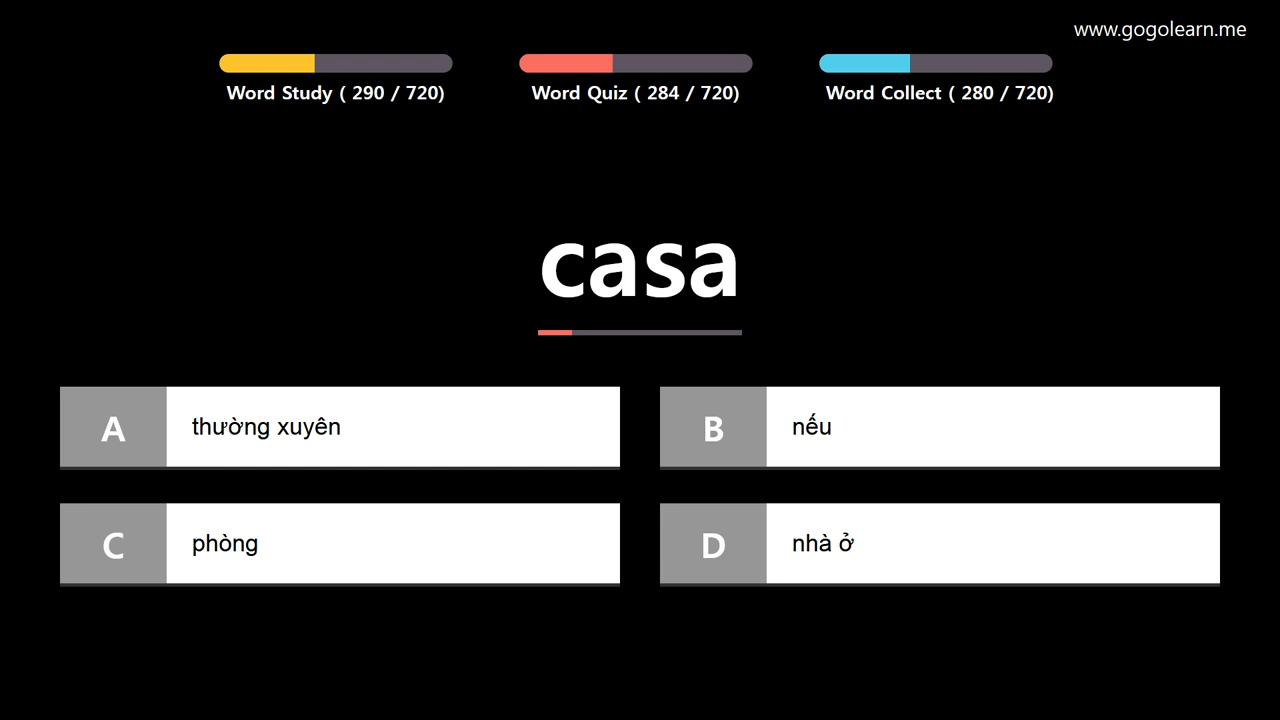 www.gogolearn.me
Word Study ( 290 / 720)
Word Quiz ( 284 / 720)
Word Collect ( 280 / 720)
casa
A
thường xuyên
B
nếu
C
phòng
D
nhà ở